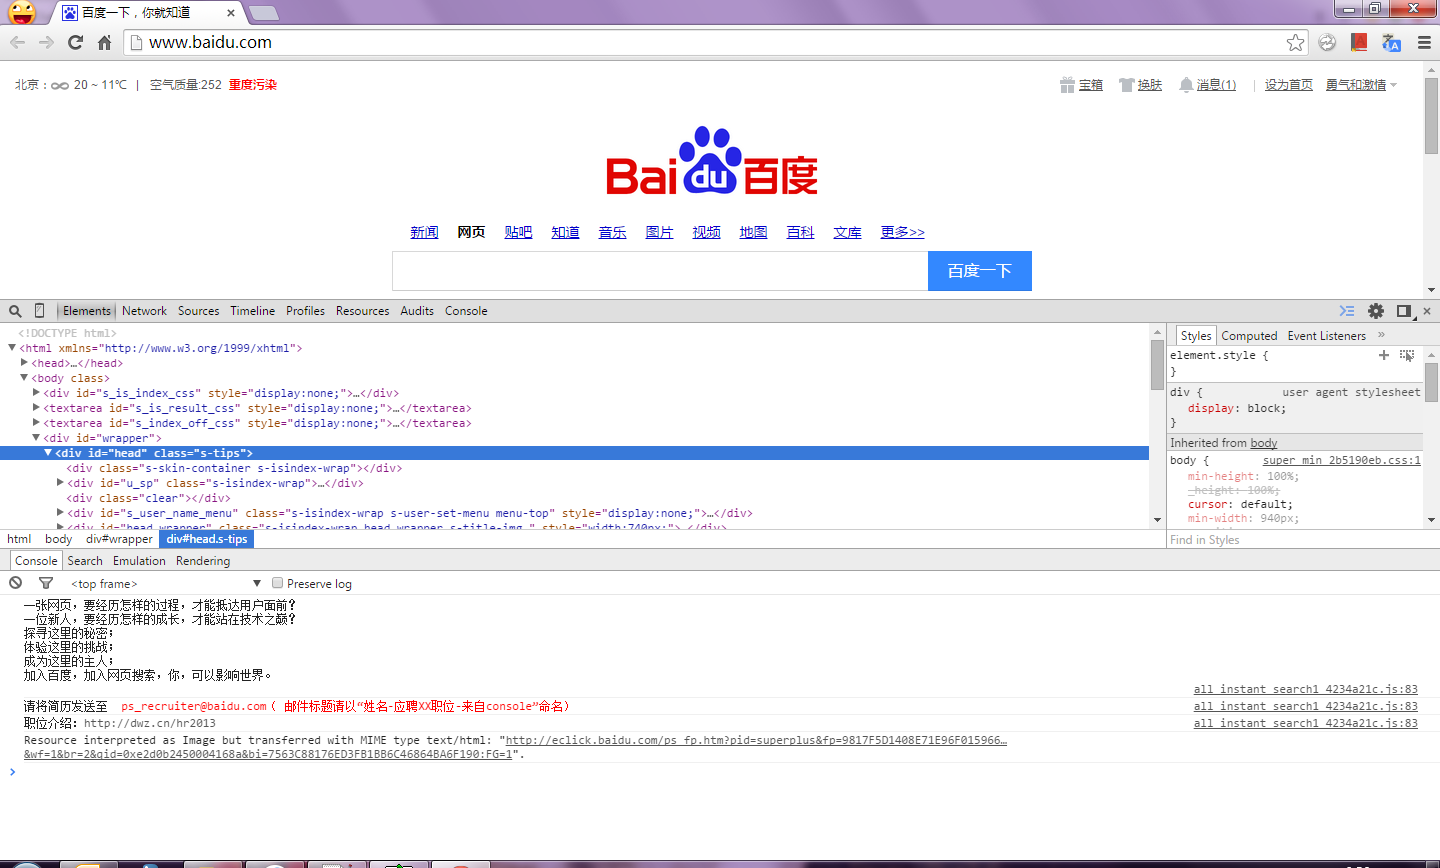 百度一下，你就知道
www.baidu.com
北京： 20 ~ 11℃ | 空气质量:252 重度污染
宝箱 换肤 消息(1) | 设为首页 勇气和激情
Bai du 百度
新闻 网页 贴吧 知道 音乐 图片 视频 地图 百科 文库 更多>>
百度一下
Elements Network Sources Timeline Profiles Resources Audits Console
<!DOCTYPE html>
<html xmlns="http://www.w3.org/1999/xhtml">
<head>…</head>
<body class>
<div id="s_is_index_css" style="display:none;">…</div>
<textarea id="s_is_result_css" style="display:none;">…</textarea>
<textarea id="s_index_off_css" style="display:none;">…</textarea>
<div id="wrapper">
<div id="head" class="s-tips">
<div class="s-skin-container s-isindex-wrap"></div>
<div id="u_sp" class="s-isindex-wrap">…</div>
<div class="clear"></div>
<div id="s_user_name_menu" class="s-isindex-wrap s-user-set-menu menu-top" style="display:none;">…</div>
<div id="head_wrapper" class="s-isindex-wrap head_wrapper s-title-img " style="width:740px;">…</div>
html body div#wrapper div#head.s-tips
Styles Computed Event Listeners »
element.style {
}
div { user agent stylesheet
display: block;
}
Inherited from body
body { super_min_2b5190eb.css:1
min-height: 100%;
_height: 100%;
cursor: default;
min-width: 940px;
Find in Styles
Console Search Emulation Rendering
<top frame> Preserve log
一张网页，要经历怎样的过程，才能抵达用户面前？
一位新人，要经历怎样的成长，才能站在技术之巅？
探寻这里的秘密；
体验这里的挑战；
成为这里的主人；
加入百度，加入网页搜索，你，可以影响世界。
all_instant_search1_4234a21c.js:83
请将简历发送至 ps_recruiter@baidu.com（ 邮件标题请以“姓名-应聘XX职位-来自console”命名） all_instant_search1_4234a21c.js:83
职位介绍：http://dwz.cn/hr2013 all_instant_search1_4234a21c.js:83
Resource interpreted as Image but transferred with MIME type text/html: "http://eclick.baidu.com/ps_fp.htm?pid=superplus&fp=9817F5D1408E71E96F015966…
&wf=1&br=2&qid=0xe2d0b2450004168a&bi=7563C88176ED3FB1BB6C46864BA6F190:FG=1".